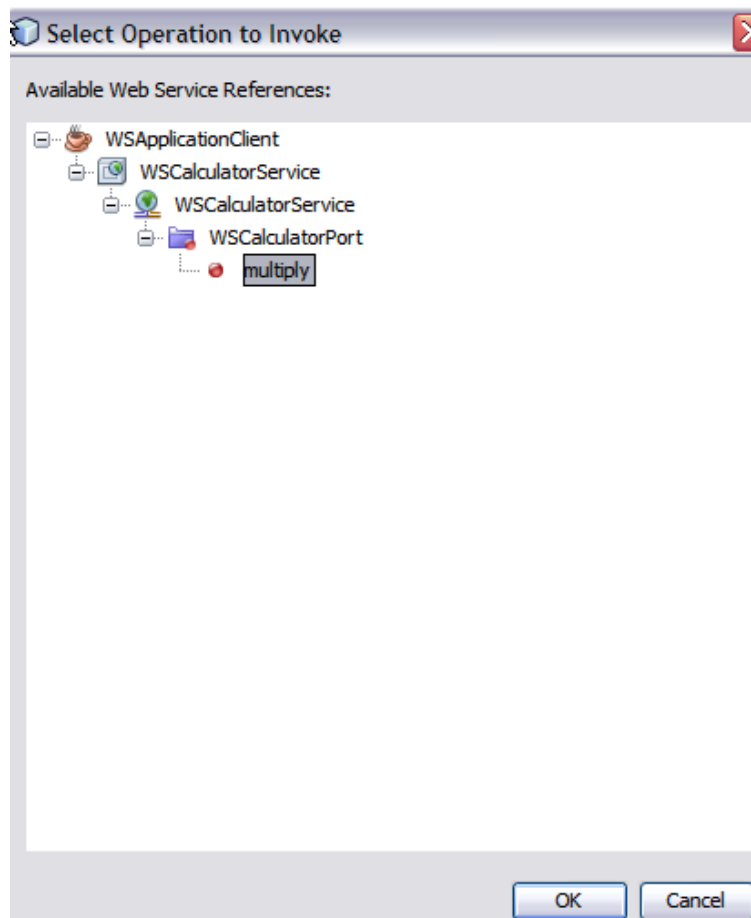 Select Operation to Invoke
Available Web Service References:
WSApplicationClient
WSCalculatorService
WSCalculatorService
WSCalculatorPort
multiply
OK Cancel